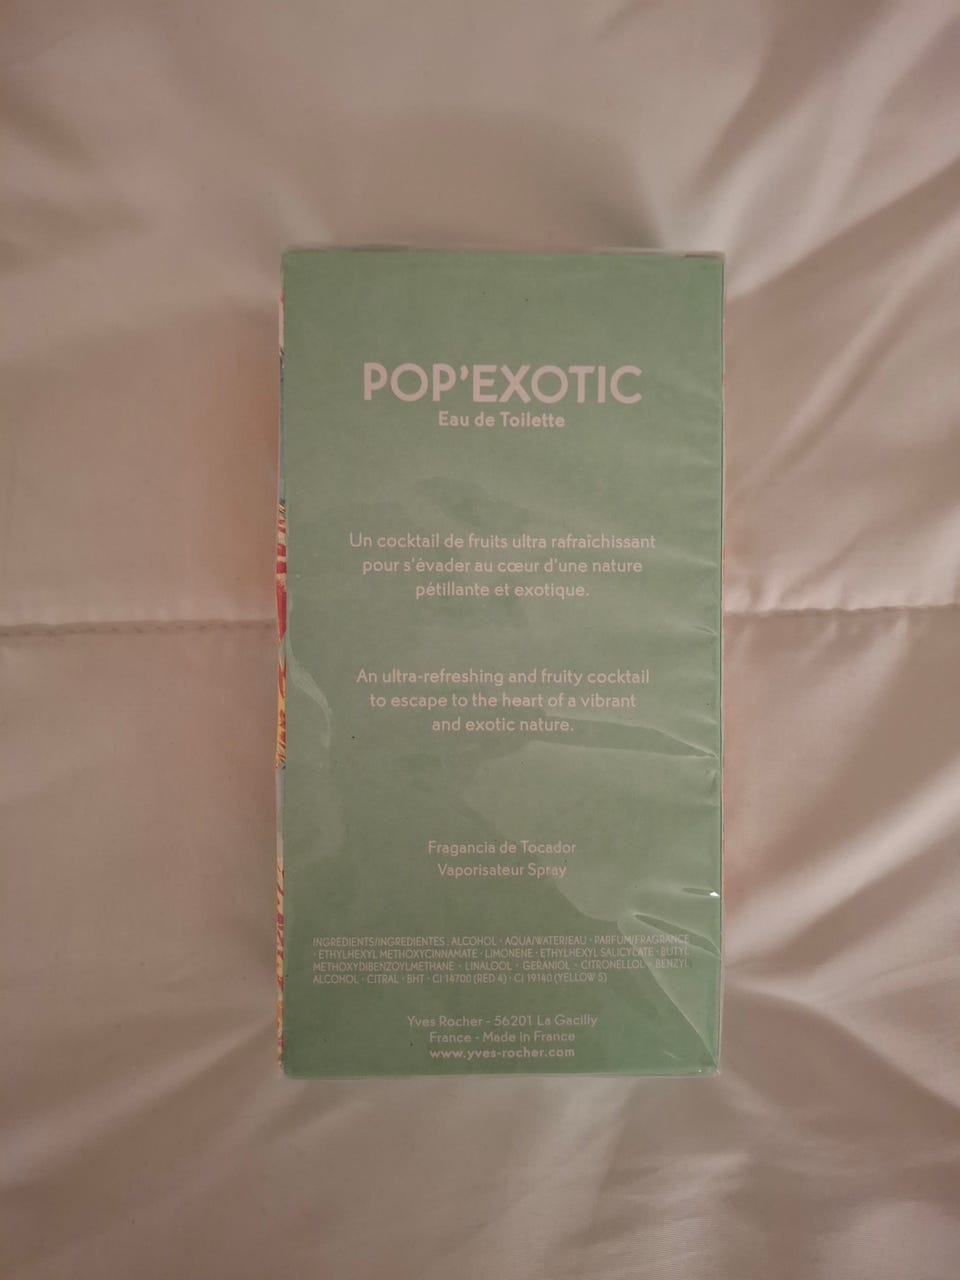 POP'EXOTIC
Eau de Toilette
Un cocktail de fruits ultra rafraîchissant
pour s'évader au cœur d'une nature
pétillante et exotique.
An ultra-refreshing and fruity cocktail
to escape to the heart of a vibrant
and exotic nature.
Fragancia de Tocador
Vaporisateur Spray
INGREDIENTS/INGREDIENTES : ALCOHOL • AQUA/WATER/EAU • PARFUM/FRAGRANCE
• ETHYLHEXYL METHOXYCINNAMATE • LIMONENE • ETHYLHEXYL SALICYLATE • BUTYL
METHOXYDIBENZOYLMETHANE • LINALOOL • GERANIOL • CITRONELLOL • BENZYL
ALCOHOL • CITRAL • BHT • CI 14700 (RED 4) • CI 19140 (YELLOW 5)
Yves Rocher - 56201 La Gacilly
France - Made in France
www.yves-rocher.com